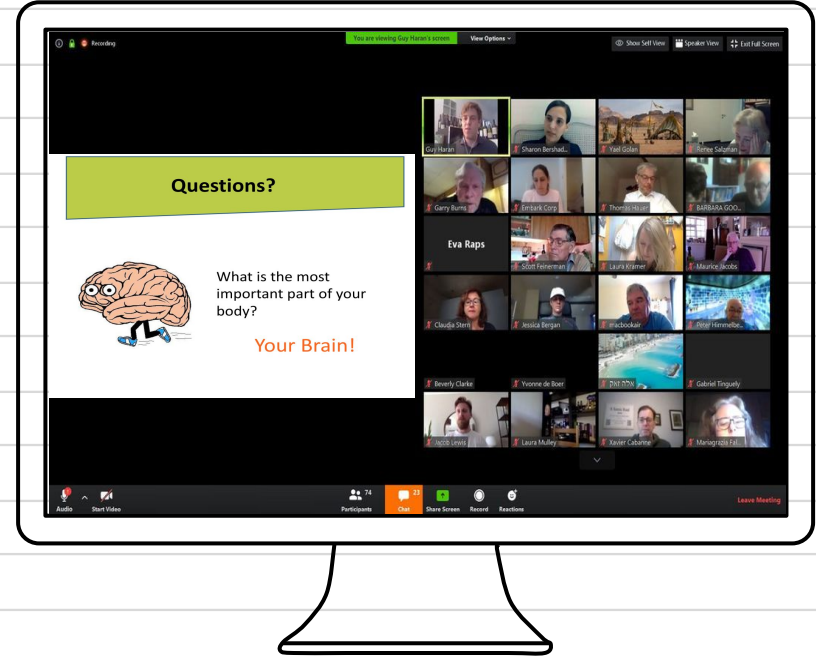 Recording
You are viewing Guy Haran's screen
View Options
Show Self View
Speaker View
Exit Full Screen
Questions?
What is the most
important part of your
body?
Your Brain!
Guy Haran
Sharon Bershad...
Yael Golan
Renee Salzman
Garry Burns
Embark Corp
Thomas Hauer
BARBARA GOO...
Eva Raps
Scott Feinerman
Laura Kramer
Maurice Jacobs
Claudia Stern
Jessica Bergan
macbookair
Peter Himmelbe...
Beverly Clarke
Yvonne de Boer
Gabriel Tinguely
Jacob Lewis
Laura Mulley
Xavier Cabanne
Mariagrazia Fal...
Audio
Start Video
74
Participants
23
Chat
Share Screen
Record
Reactions
Leave Meeting